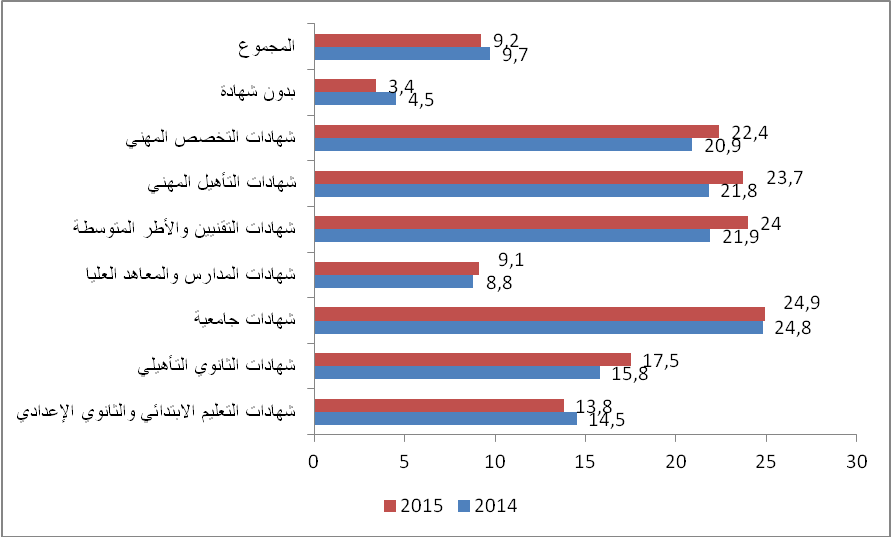 المجموع
9,2
9,7
بدون شهادة
3,4
4,5
شهادات التخصص المهني
22,4
20,9
شهادات التأهيل المهني
23,7
21,8
شهادات التقنيين والأطر المتوسطة
24
21,9
شهادات المدارس والمعاهد العليا
9,1
8,8
شهادات جامعية
24,9
24,8
شهادات الثانوي التأهيلي
17,5
15,8
شهادات التعليم الابتدائي والثانوي الإعدادي
13,8
14,5
0 5 10 15 20 25 30
2015 2014